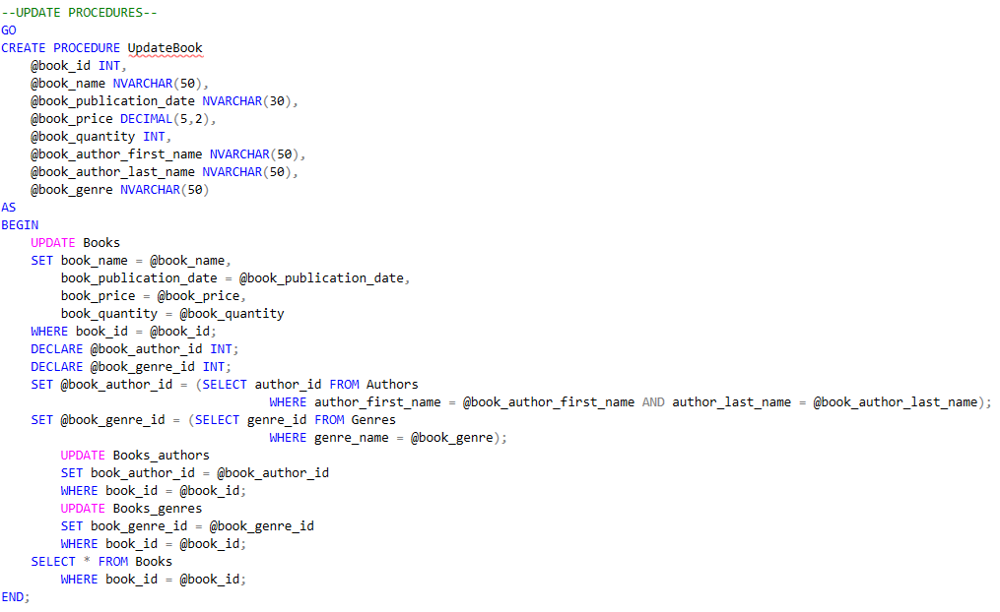 --UPDATE PROCEDURES--
GO
CREATE PROCEDURE UpdateBook
    @book_id INT,
    @book_name NVARCHAR(50),
    @book_publication_date NVARCHAR(30),
    @book_price DECIMAL(5,2),
    @book_quantity INT,
    @book_author_first_name NVARCHAR(50),
    @book_author_last_name NVARCHAR(50),
    @book_genre NVARCHAR(50)
AS
BEGIN
    UPDATE Books
    SET book_name = @book_name,
        book_publication_date = @book_publication_date,
        book_price = @book_price,
        book_quantity = @book_quantity
    WHERE book_id = @book_id;
    DECLARE @book_author_id INT;
    DECLARE @book_genre_id INT;
    SET @book_author_id = (SELECT author_id FROM Authors
                                    WHERE author_first_name = @book_author_first_name AND author_last_name = @book_author_last_name);
    SET @book_genre_id = (SELECT genre_id FROM Genres
                                    WHERE genre_name = @book_genre);
        UPDATE Books_authors
        SET book_author_id = @book_author_id
        WHERE book_id = @book_id;
        UPDATE Books_genres
        SET book_genre_id = @book_genre_id
        WHERE book_id = @book_id;
    SELECT * FROM Books
        WHERE book_id = @book_id;
END;